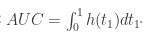 : AUC = ∫₀¹ h(t₁)dt₁.